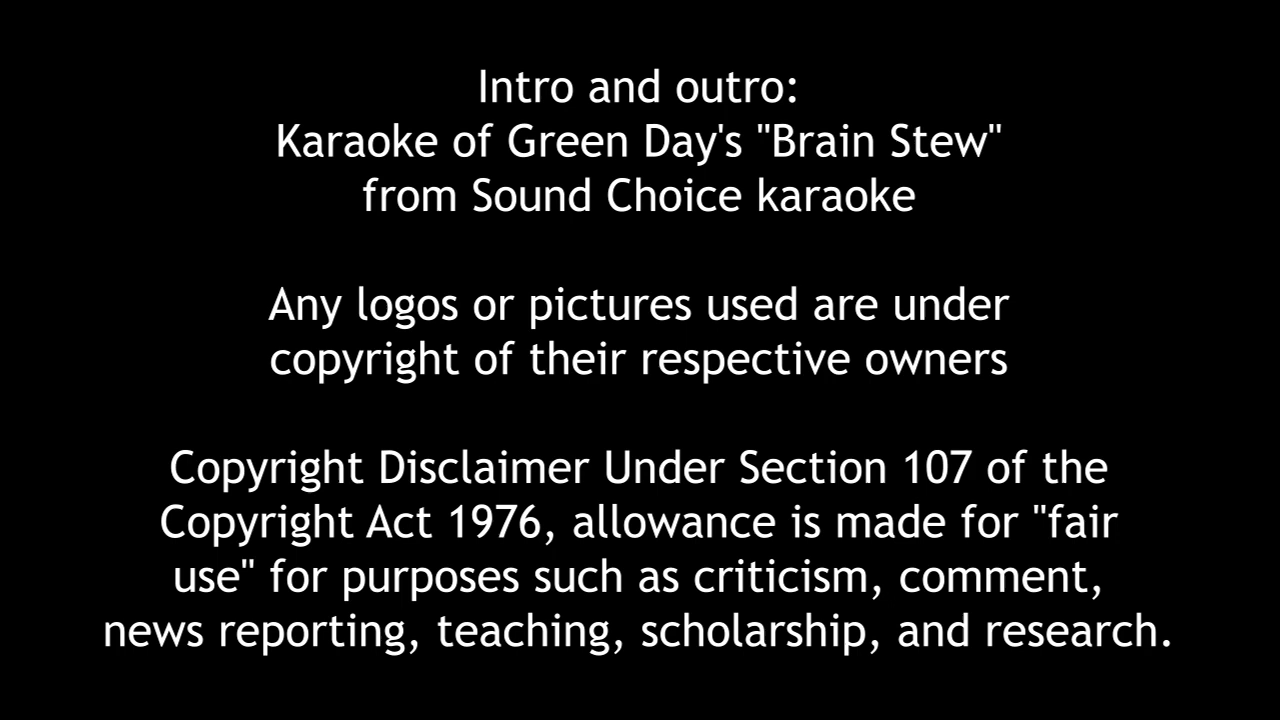 Intro and outro:
Karaoke of Green Day's "Brain Stew"
from Sound Choice karaoke
Any logos or pictures used are under
copyright of their respective owners
Copyright Disclaimer Under Section 107 of the
Copyright Act 1976, allowance is made for "fair
use" for purposes such as criticism, comment,
news reporting, teaching, scholarship, and research.